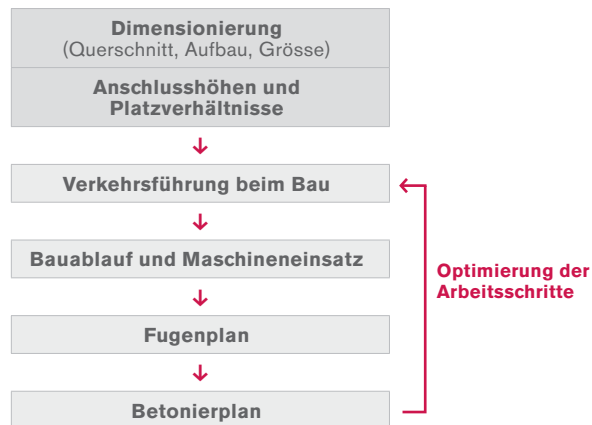 Dimensionierung
(Querschnitt, Aufbau, Grösse)
Anschlusshöhen und
Platzverhältnisse
Verkehrsführung beim Bau
Bauablauf und Maschineneinsatz
Optimierung der
Arbeitsschritte
Fugenplan
Betonierplan